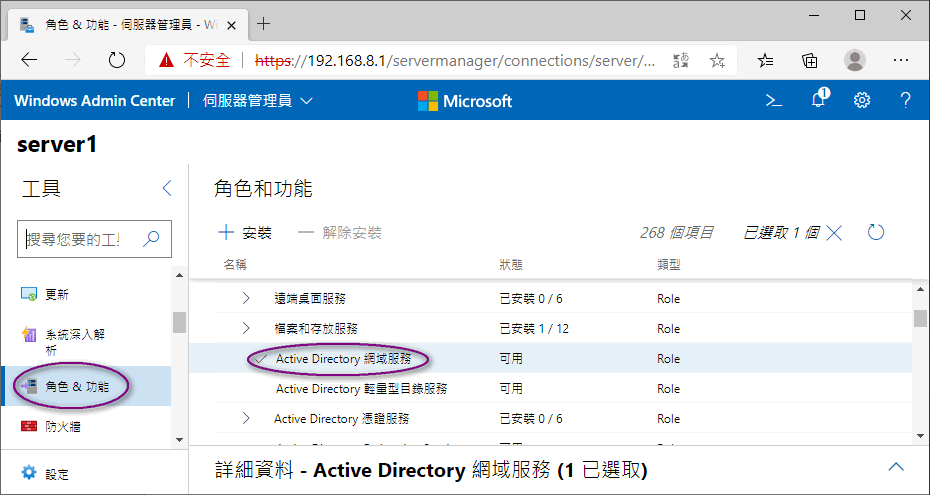 角色 & 功能 - 伺服器管理員 - Wi
不安全 https://192.168.8.1/servermanager/connections/server/...
Windows Admin Center 伺服器管理員 Microsoft 1
server1
工具
搜尋您要的工
更新
系統深入解
析
角色 & 功能
防火牆
設定
角色和功能
安裝 解除安裝 268 個項目 已選取 1 個
名稱 狀態 類型
遠端桌面服務 已安裝 0 / 6 Role
檔案和存放服務 已安裝 1 / 12 Role
Active Directory 網域服務 可用 Role
Active Directory 輕量型目錄服務 可用 Role
Active Directory 憑證服務 已安裝 0 / 6 Role
詳細資料 - Active Directory 網域服務 (1 已選取)